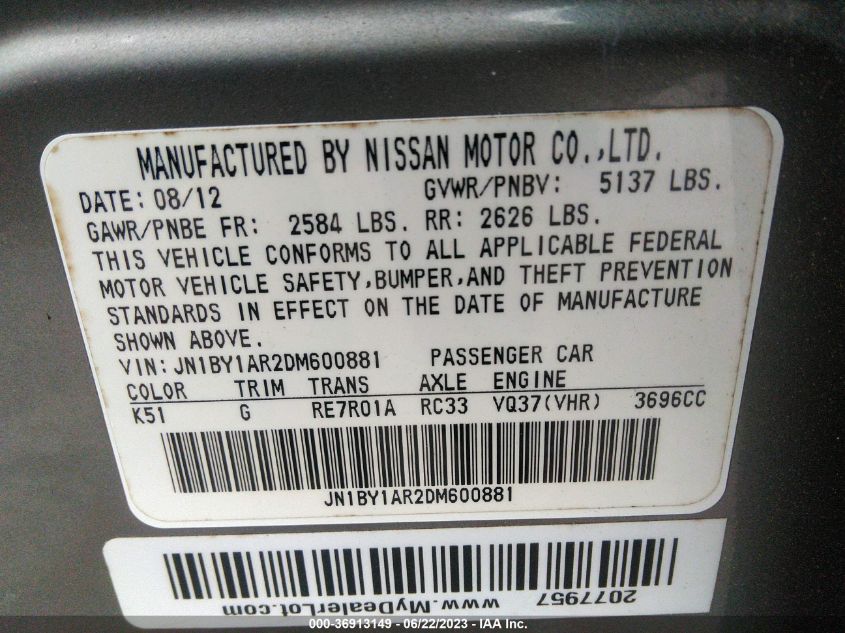 MANUFACTURED BY NISSAN MOTOR CO.,LTD.
DATE: 08/12 GVWR/PNBV: 5137 LBS.
GAWR/PNBE FR: 2584 LBS. RR: 2626 LBS.
THIS VEHICLE CONFORMS TO ALL APPLICABLE FEDERAL
MOTOR VEHICLE SAFETY,BUMPER,AND THEFT PREVENTION
STANDARDS IN EFFECT ON THE DATE OF MANUFACTURE
SHOWN ABOVE.
VIN:JN1BY1AR2DM600881 PASSENGER CAR
COLOR TRIM TRANS AXLE ENGINE
K51 G RE7R01A RC33 VQ37(VHR) 3696CC
JN1BY1AR2DM600881
2077957
www.MyDealerLot.com
000-36913149 - 06/22/2023 - IAA Inc.